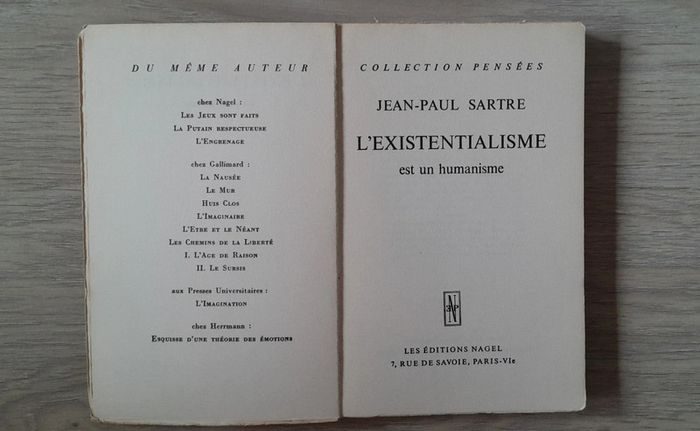 DU MÊME AUTEUR
chez Nagel :
LES JEUX SONT FAITS
LA PUTAIN RESPECTUEUSE
L'ENGRENAGE
chez Gallimard :
LA NAUSÉE
LE MUR
HUIS CLOS
L'IMAGINAIRE
L'ETRE ET LE NÉANT
LES CHEMINS DE LA LIBERTÉ
I. L'AGE DE RAISON
II. LE SURSIS
aux Presses Universitaires :
L'IMAGINATION
chez Herrmann :
ESQUISSE D'UNE THÉORIE DES ÉMOTIONS
COLLECTION PENSÉES
JEAN-PAUL SARTRE
L'EXISTENTIALISME
est un humanisme
LES ÉDITIONS NAGEL
7, RUE DE SAVOIE, PARIS-VIe